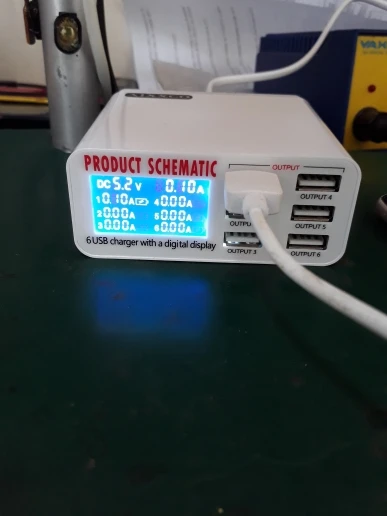 PRODUCT SCHEMATIC
DC 5.2 V 0.10A
1 0.10A 4 0.00A
2 0.00A 5 0.00A
3 0.00A 6 0.00A
6 USB charger with a digital display
OUTPUT
OUTPUT 4
OUTPU
OUTPUT 5
OUTPUT 3
OUTPUT 6